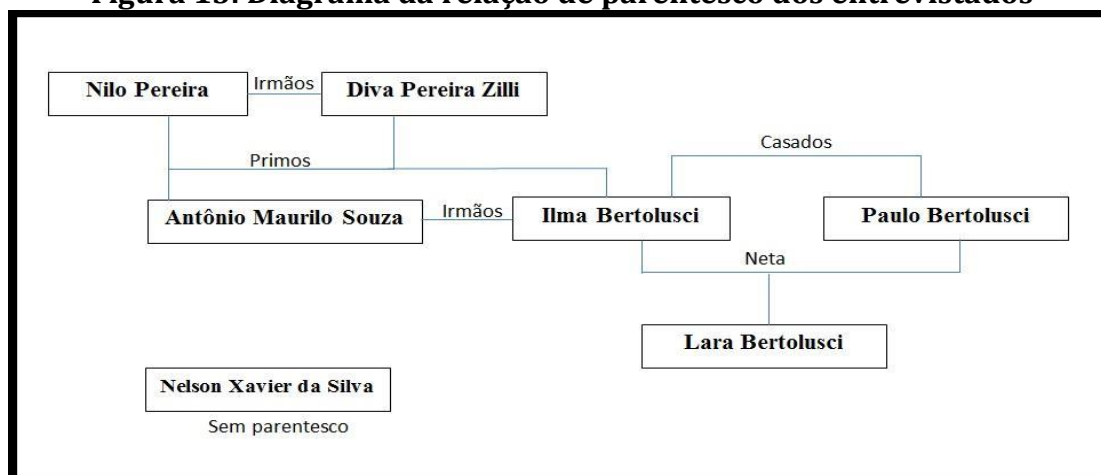 Figura 15. Diagrama da relação de parentesco dos entrevistados
Nilo Pereira
Irmãos
Diva Pereira Zilli
Casados
Primos
Antônio Maurilo Souza
Irmãos
Ilma Bertolusci
Paulo Bertolusci
Neta
Lara Bertolusci
Nelson Xavier da Silva
Sem parentesco